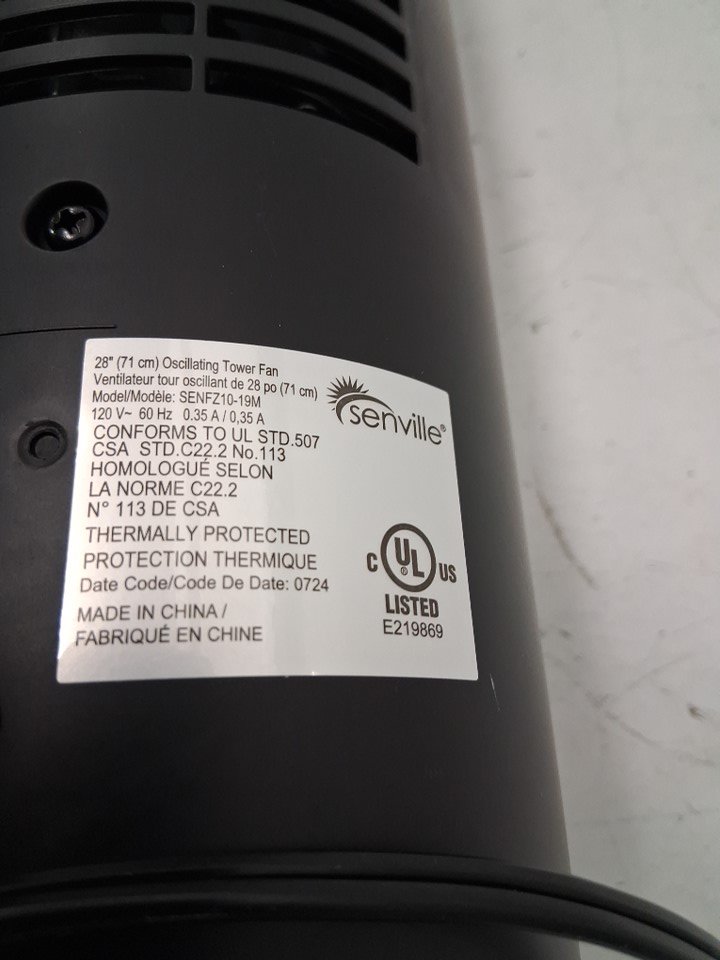 28" (71 cm) Oscillating Tower Fan
Ventilateur tour oscillant de 28 po (71 cm)
Model/Modèle: SENFZ10-19M
120 V~ 60 Hz 0.35 A / 0,35 A
CONFORMS TO UL STD.507
CSA STD.C22.2 No.113
HOMOLOGUÉ SELON
LA NORME C22.2
N° 113 DE CSA
THERMALLY PROTECTED
PROTECTION THERMIQUE
Date Code/Code De Date: 0724
MADE IN CHINA /
FABRIQUÉ EN CHINE
senville®
C UL® US
LISTED
E219869